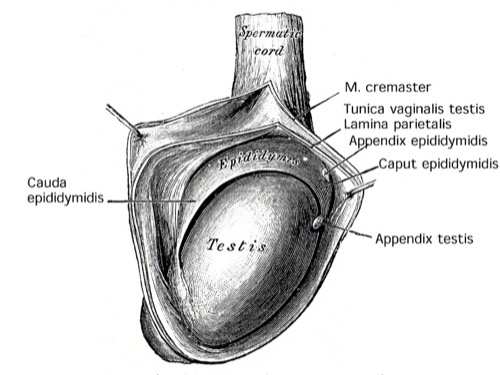 Spermatic
cord
M. cremaster
Tunica vaginalis testis
Lamina parietalis
Appendix epididymidis
Caput epididymidis
Epididymis
Cauda
epididymidis
Testis
Appendix testis